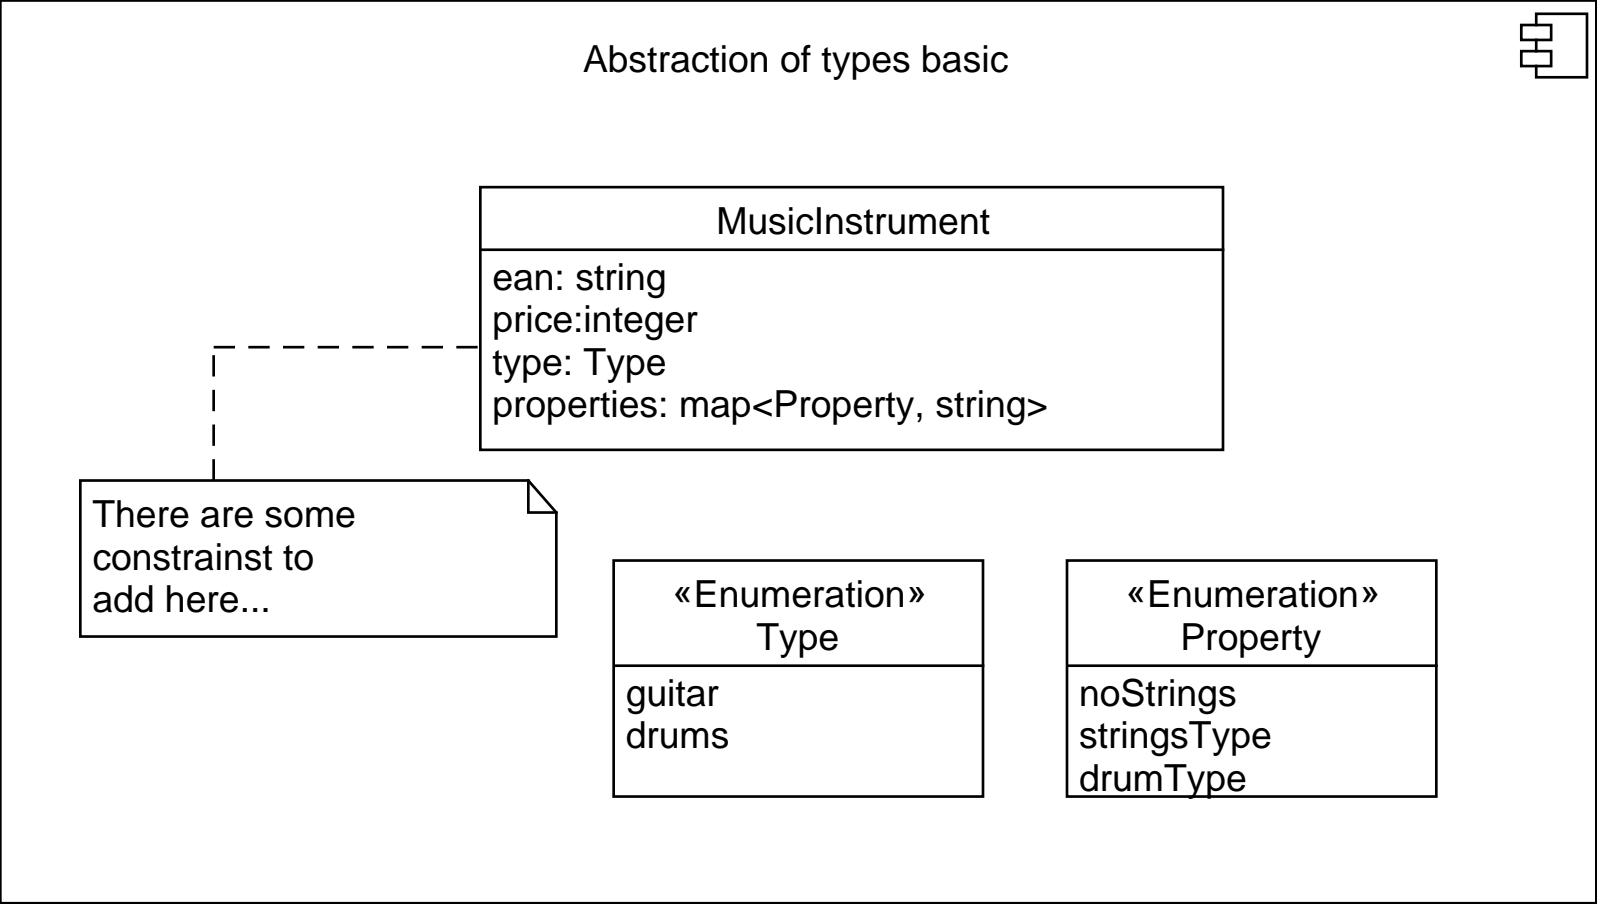 Abstraction of types basic
MusicInstrument
ean: string
price:integer
type: Type
properties: map<Property, string>
There are some
constrainst to
add here...
«Enumeration»
Type
guitar
drums
«Enumeration»
Property
noStrings
stringsType
drumType